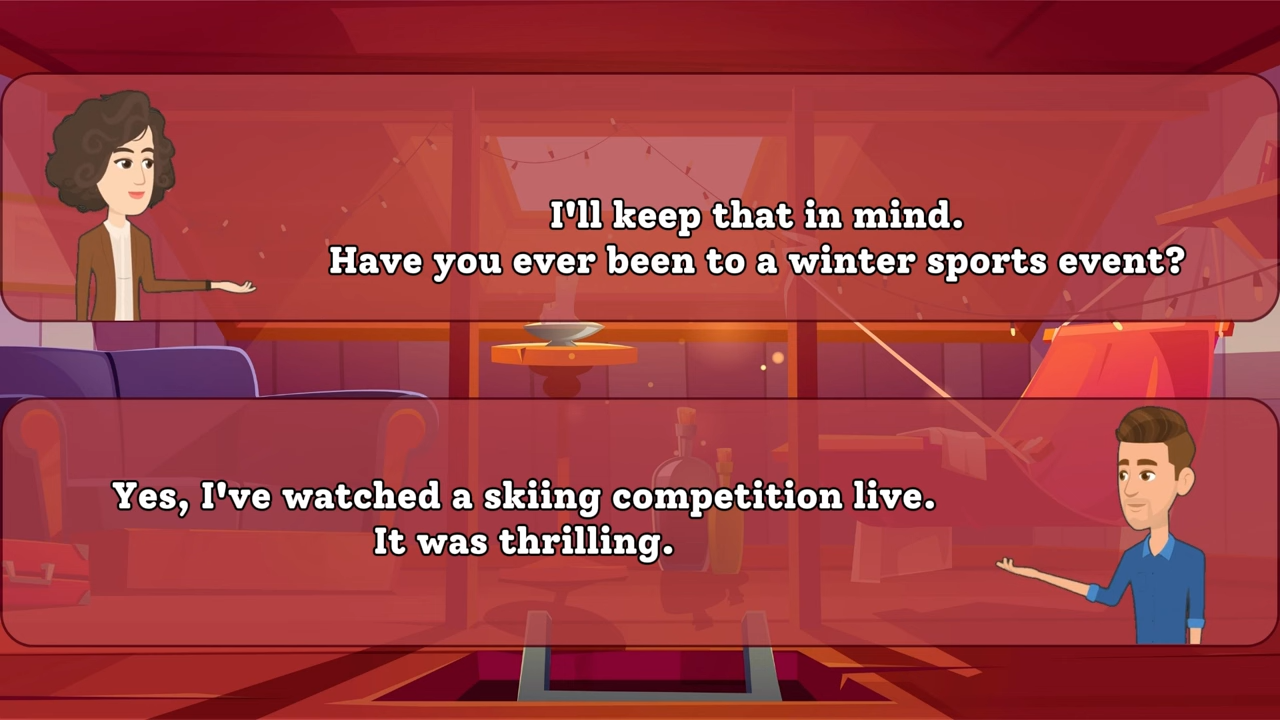 I'll keep that in mind.
Have you ever been to a winter sports event?
Yes, I've watched a skiing competition live.
It was thrilling.